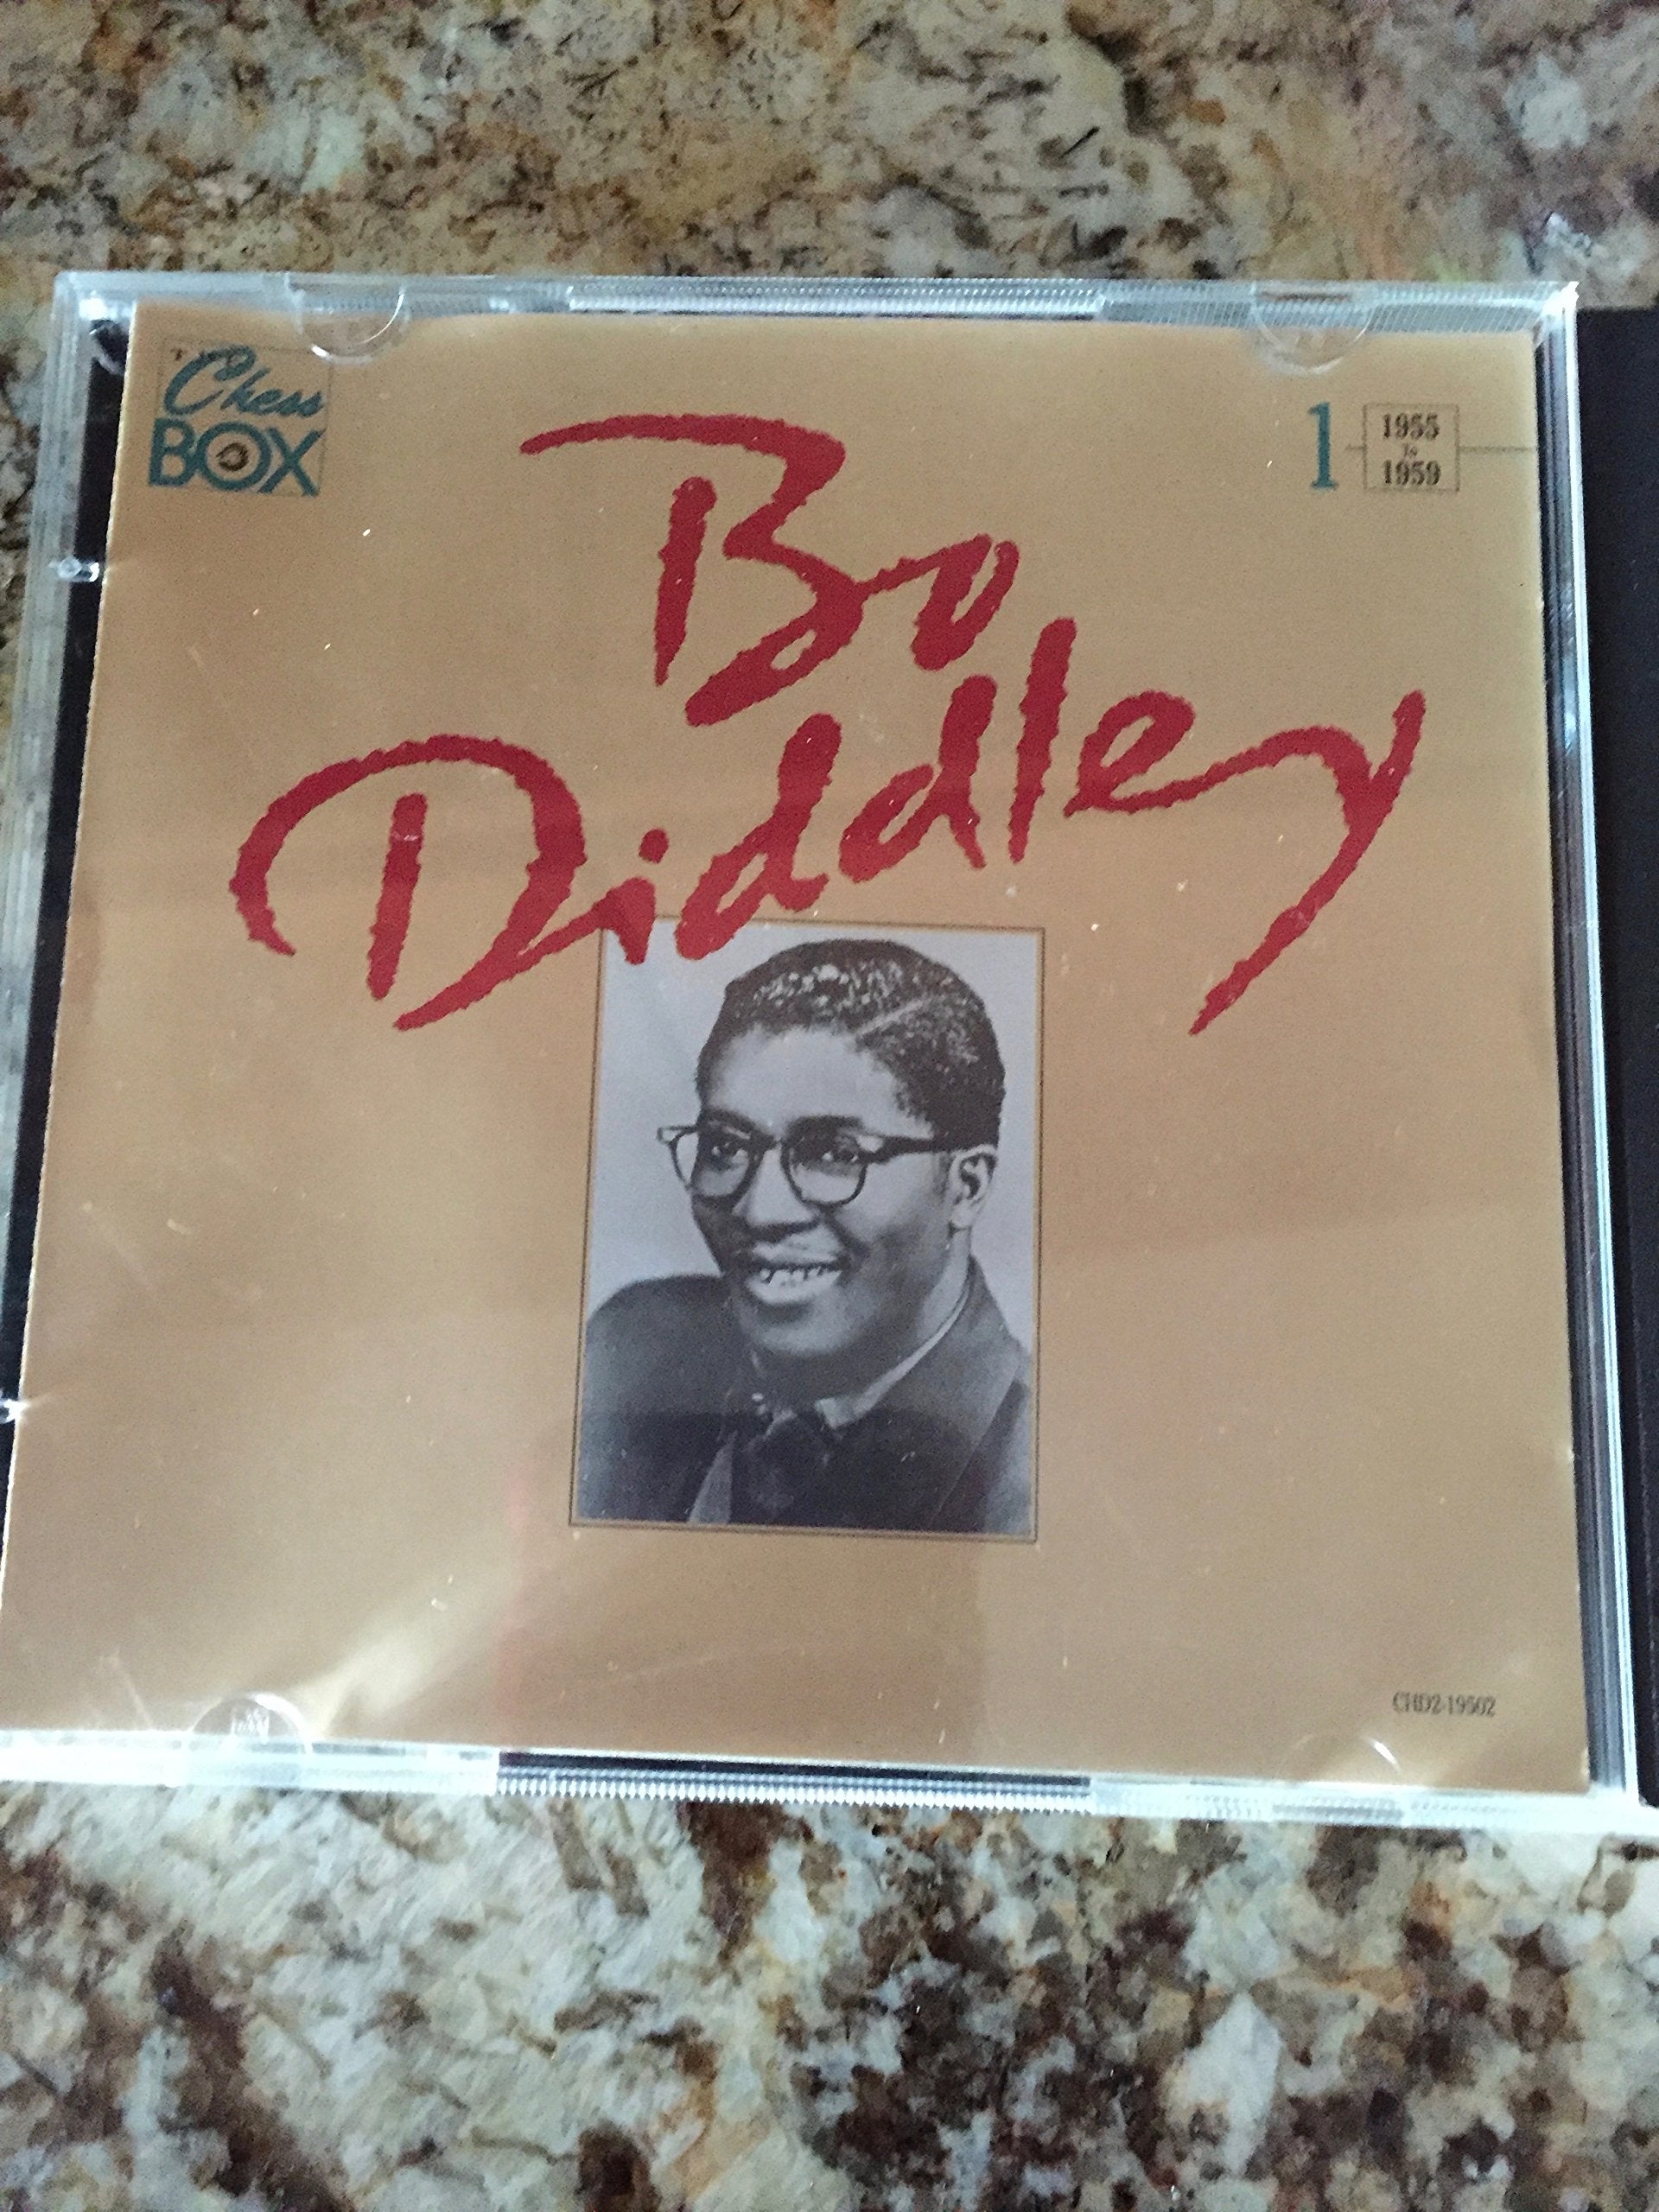 Chess
BOX
1
1955
To
1959
Bo
Diddley
CHD2-19502